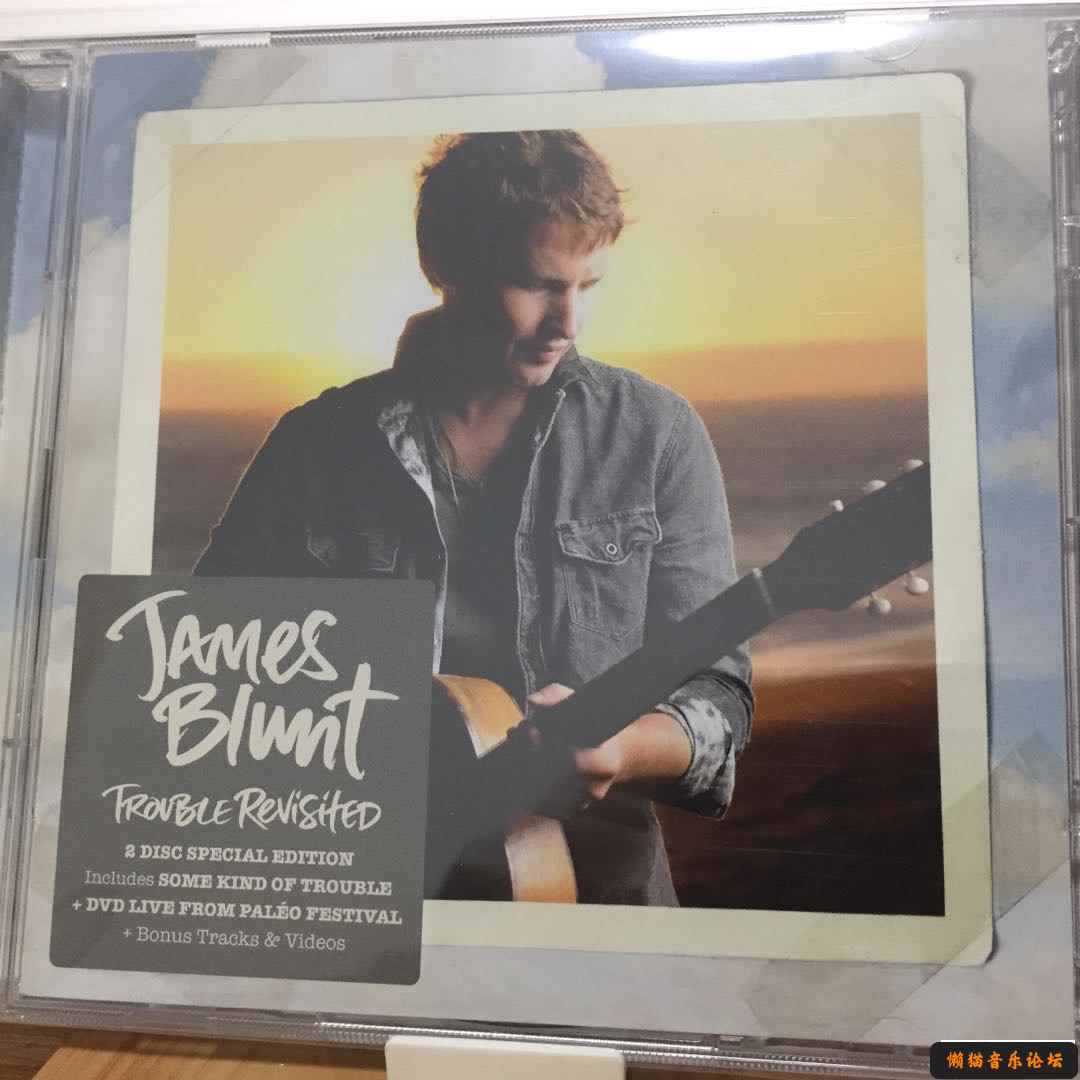 James
Blunt
TROUBLE REVISITED
2 DISC SPECIAL EDITION
Includes SOME KIND OF TROUBLE
+ DVD LIVE FROM PALÉO FESTIVAL
+ Bonus Tracks & Videos
懒猫音乐论坛